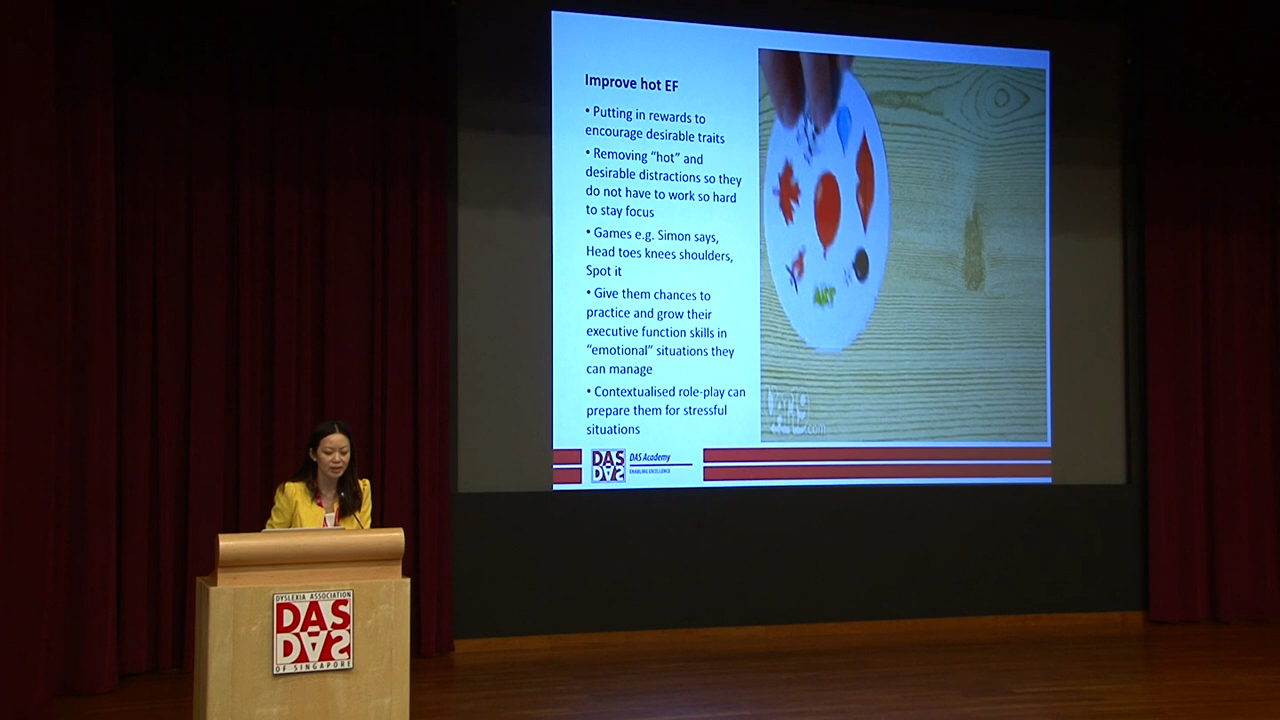 Improve hot EF
• Putting in rewards to
encourage desirable traits
• Removing “hot” and
desirable distractions so they
do not have to work so hard
to stay focus
• Games e.g. Simon says,
Head toes knees shoulders,
Spot it
• Give them chances to
practice and grow their
executive function skills in
“emotional” situations they
can manage
• Contextualised role-play can
prepare them for stressful
situations
DAS
DAS
DAS Academy
ENABLING EXCELLENCE
DYSLEXIA ASSOCIATION
DAS
DAS
OF SINGAPORE